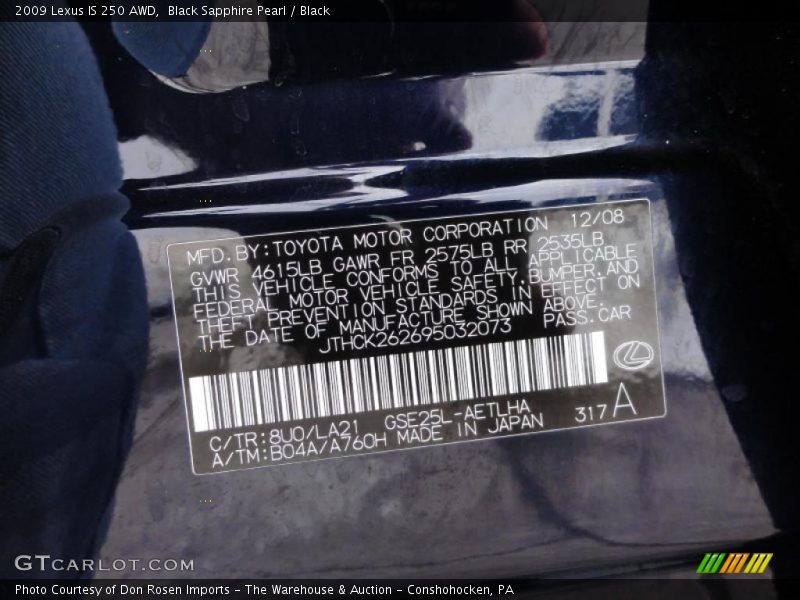 2009 Lexus IS 250 AWD,  Black Sapphire Pearl / Black
MFD. BY: TOYOTA MOTOR CORPORATION 12/08
GVWR 4615LB GAWR FR 2575LB RR 2535LB
THIS VEHICLE CONFORMS TO ALL APPLICABLE
FEDERAL MOTOR VEHICLE SAFETY, BUMPER, AND
THEFT PREVENTION STANDARDS IN EFFECT ON
THE DATE OF MANUFACTURE SHOWN ABOVE.
JTHCK262695032073 PASS. CAR
C/TR: 8U0/LA21 GSE25L-AETLHA
A/TM: B04A/A760H MADE IN JAPAN 317 A
GTCARLOT.COM
Photo Courtesy of Don Rosen Imports - The Warehouse & Auction - Conshohocken, PA